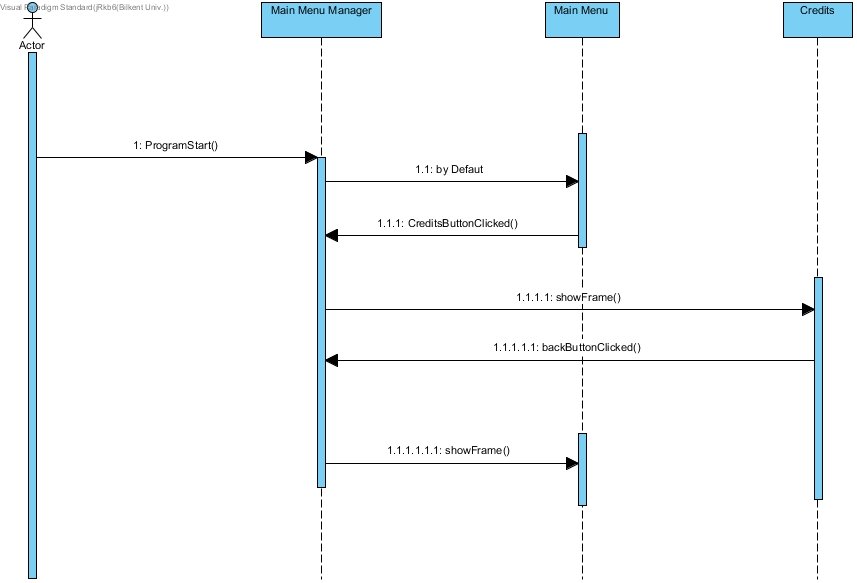 Visual Paradigm Standard(jRkb6(Bilkent Univ.))
Actor
Main Menu Manager
Main Menu
Credits
1: ProgramStart()
1.1: by Defaut
1.1.1: CreditsButtonClicked()
1.1.1.1: showFrame()
1.1.1.1.1: backButtonClicked()
1.1.1.1.1.1: showFrame()